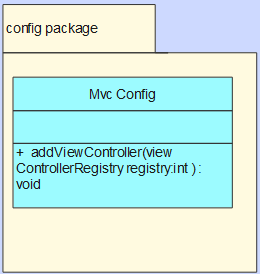 config package
Mvc Config
+ addViewController(view
ControllerRegistry registry:int ) :
void